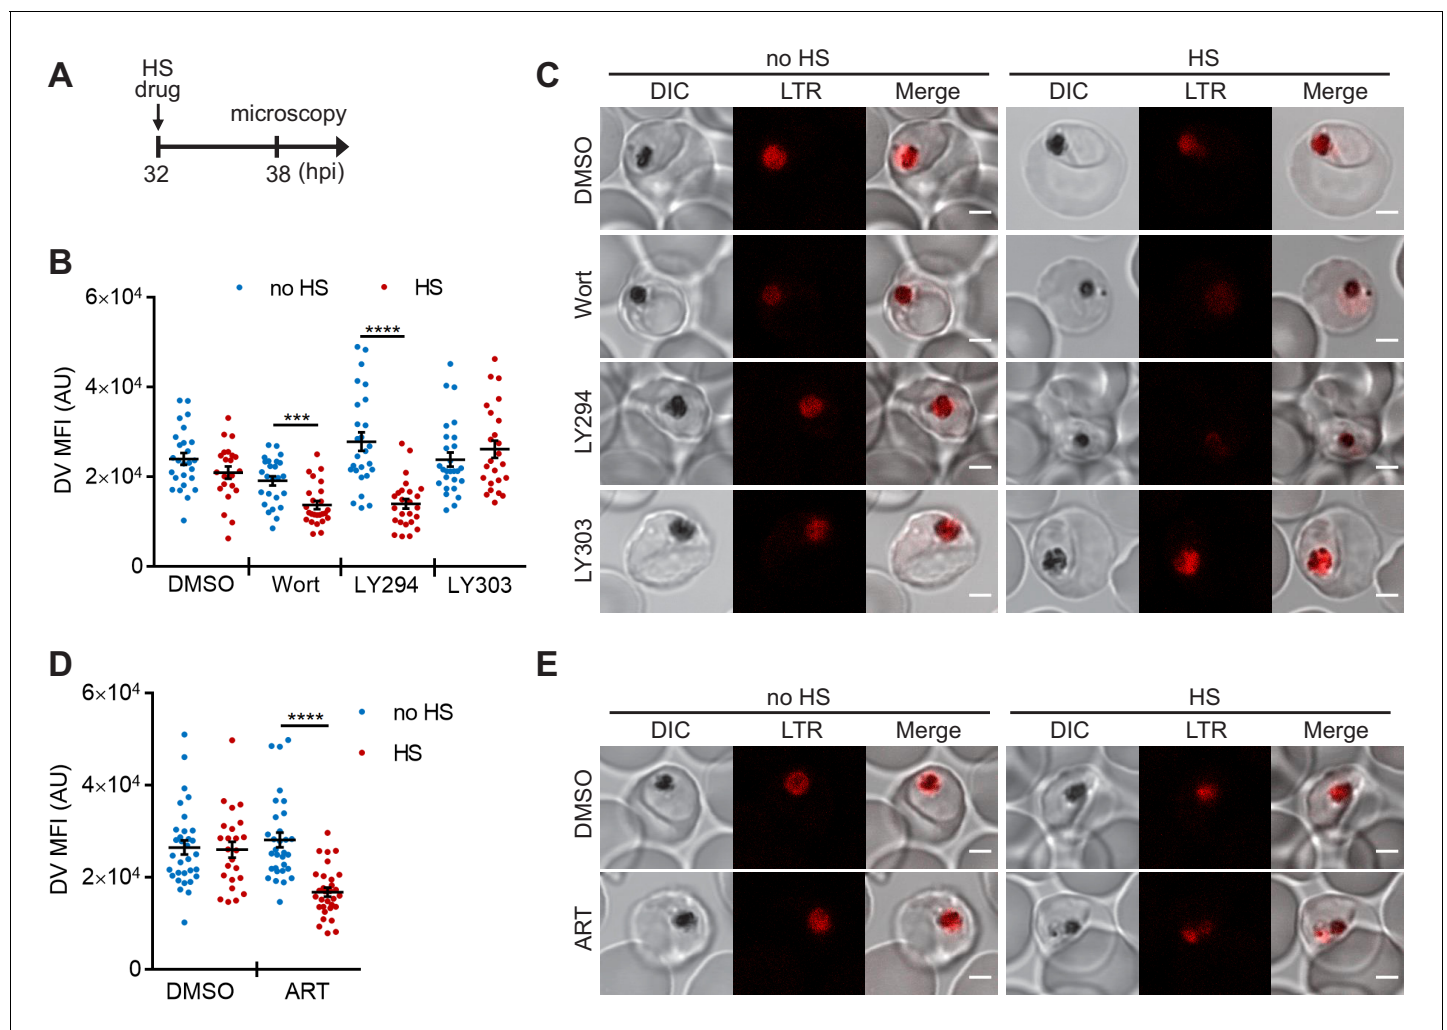 A
HS
drug
microscopy
32
38 (hpi)
B
no HS
HS
6×10⁴
4×10⁴
2×10⁴
0
DV MFI (AU)
***
****
DMSO
Wort
LY294
LY303
C
no HS
HS
DIC
LTR
Merge
DIC
LTR
Merge
DMSO
Wort
LY294
LY303
D
6×10⁴
4×10⁴
2×10⁴
0
DV MFI (AU)
****
no HS
HS
DMSO
ART
E
no HS
HS
DIC
LTR
Merge
DIC
LTR
Merge
DMSO
ART